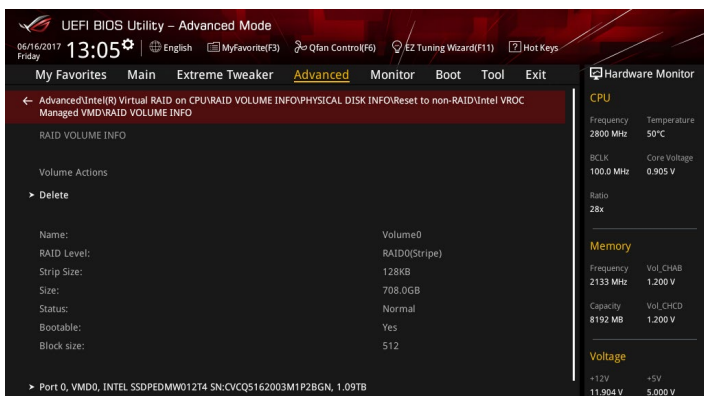 UEFI BIOS Utility – Advanced Mode
06/16/2017 Friday 13:05 English MyFavorite(F3) Qfan Control(F6) EZ Tuning Wizard(F11) ? Hot Keys
My Favorites Main Extreme Tweaker Advanced Monitor Boot Tool Exit
← Advanced\Intel(R) Virtual RAID on CPU\RAID VOLUME INFO\PHYSICAL DISK INFO\Reset to non-RAID\Intel VROC
Managed VMD\RAID VOLUME INFO
RAID VOLUME INFO
Volume Actions
> Delete
Name: Volume0
RAID Level: RAID0(Stripe)
Strip Size: 128KB
Size: 708.0GB
Status: Normal
Bootable: Yes
Block size: 512
> Port 0, VMD0, INTEL SSDPEDMW012T4 SN:CVCQ5162003M1P2BGN, 1.09TB
Hardware Monitor
CPU
Frequency Temperature
2800 MHz 50°C
BCLK Core Voltage
100.0 MHz 0.905 V
Ratio
28x
Memory
Frequency Vol_CHAB
2133 MHz 1.200 V
Capacity Vol_CHCD
8192 MB 1.200 V
Voltage
+12V +5V
11.904 V 5.000 V